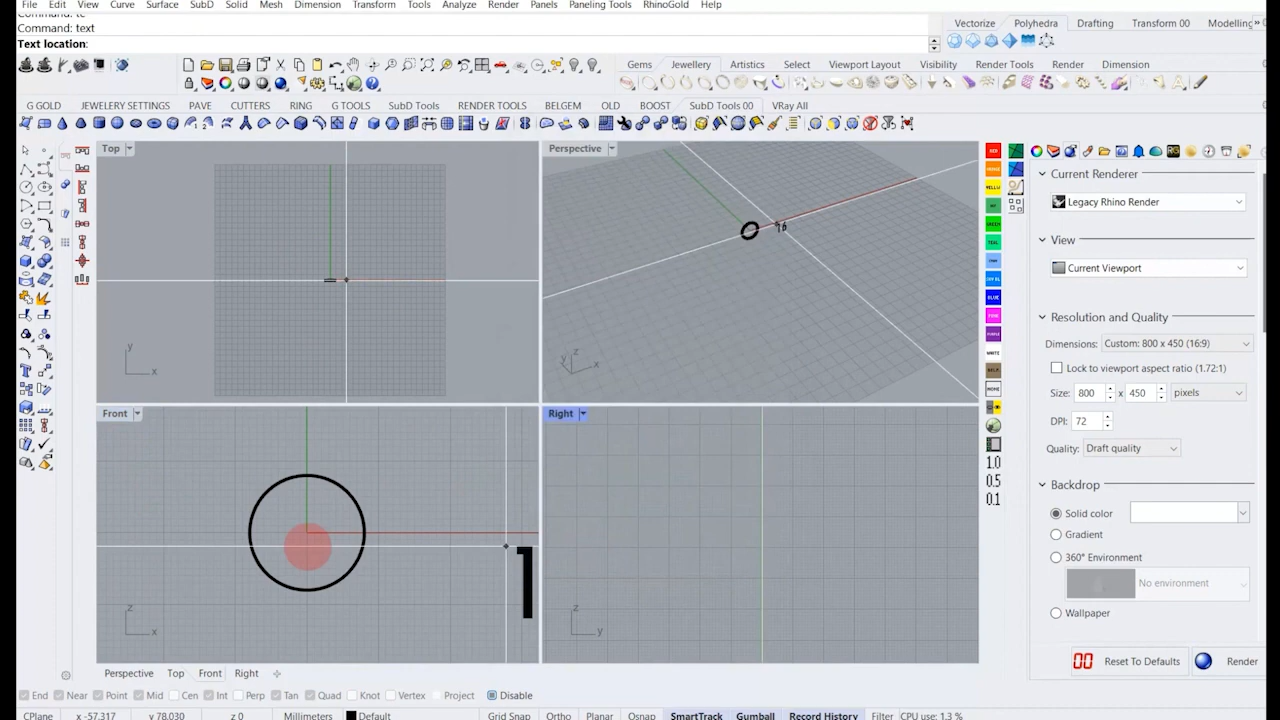 File Edit View Curve Surface SubD Solid Mesh Dimension Transform Tools Analyze Render Panels Paneling Tools RhinoGold Help
Command: text
Text location:
Vectorize Polyhedra Drafting Transform 00 Modelling
Gems Jewellery Artistics Select Viewport Layout Visibility Render Tools Render Dimension
G GOLD JEWELERY SETTINGS PAVE CUTTERS RING G TOOLS SubD Tools RENDER TOOLS BELGEM OLD BOOST SubD Tools 00 VRay All
Top
Perspective
Current Renderer
Legacy Rhino Render
View
Current Viewport
Resolution and Quality
Dimensions: Custom: 800 x 450 (16:9)
Lock to viewport aspect ratio (1.72:1)
Size: 800 x 450 pixels
DPI: 72
Quality: Draft quality
Backdrop
Solid color
Gradient
360° Environment
No environment
Wallpaper
Reset To Defaults Render
y
x
z
y
x
Front
Right
z
x
z
y
1
1.0
0.5
0.1
Perspective Top Front Right
End Near Point Mid Cen Int Perp Tan Quad Knot Vertex Project Disable
CPlane x -57.317 y 78.030 z 0 Millimeters Default Grid Snap Ortho Planar Osnap SmartTrack Gumball Record History Filter CPU use: 1.3 %